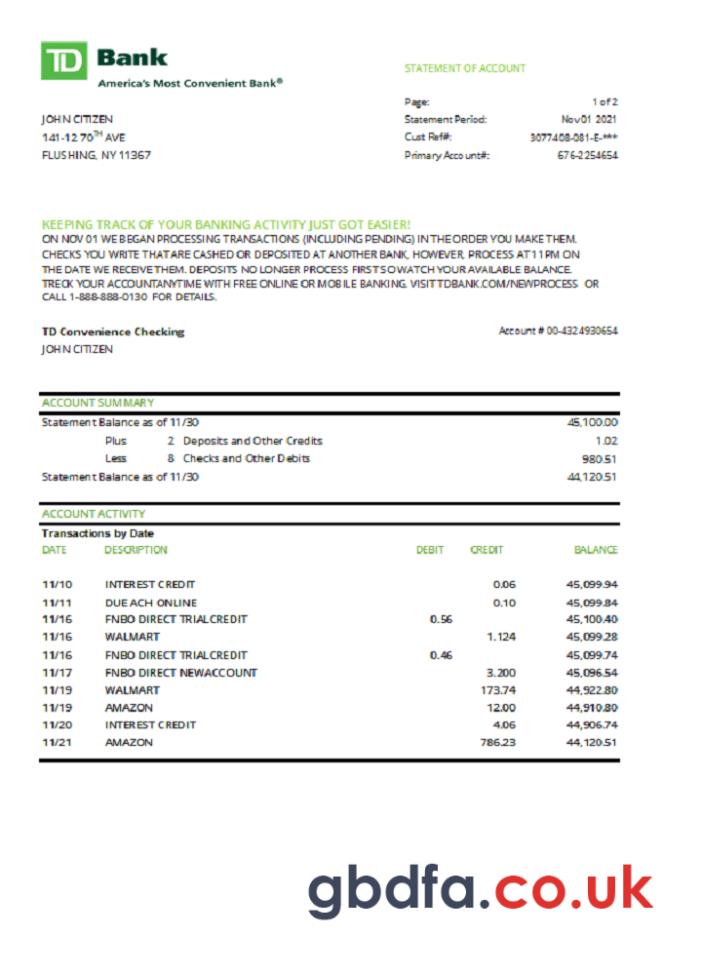 TD Bank
America's Most Convenient Bank®
STATEMENT OF ACCOUNT
Page: 1 of 2
JOHN CITIZEN Statement Period: Nov 01 2021
141-12 70TH AVE Cust Ref#: 3077408-081-E-***
FLUSHING, NY 11367 Primary Account#: 676-2254654
KEEPING TRACK OF YOUR BANKING ACTIVITY JUST GOT EASIER!
ON NOV 01 WE BEGAN PROCESSING TRANSACTIONS (INCLUDING PENDING) IN THE ORDER YOU MAKE THEM.
CHECKS YOU WRITE THAT ARE CASHED OR DEPOSITED AT ANOTHER BANK, HOWEVER, PROCESS AT 11 PM ON
THE DATE WE RECEIVE THEM. DEPOSITS NO LONGER PROCESS FIRST SO WATCH YOUR AVAILABLE BALANCE.
TRECK YOUR ACCOUNT ANYTIME WITH FREE ONLINE OR MOBILE BANKING. VISIT TDBANK.COM/NEWPROCESS OR
CALL 1-888-888-0130 FOR DETAILS.
TD Convenience Checking Account # 00-4324930654
JOHN CITIZEN
ACCOUNT SUMMARY
Statement Balance as of 11/30 45,100.00
Plus 2 Deposits and Other Credits 1.02
Less 8 Checks and Other Debits 980.51
Statement Balance as of 11/30 44,120.51
ACCOUNT ACTIVITY
Transactions by Date
DATE DESCRIPTION DEBIT CREDIT BALANCE
11/10 INTEREST CREDIT 0.06 45,099.94
11/11 DUE ACH ONLINE 0.10 45,099.84
11/16 FNBO DIRECT TRIALCREDIT 0.56 45,100.40
11/16 WALMART 1.124 45,099.28
11/16 FNBO DIRECT TRIALCREDIT 0.46 45,099.74
11/17 FNBO DIRECT NEWACCOUNT 3.200 45,096.54
11/19 WALMART 173.74 44,922.80
11/19 AMAZON 12.00 44,910.80
11/20 INTEREST CREDIT 4.06 44,906.74
11/21 AMAZON 786.23 44,120.51
gbdfa.co.uk